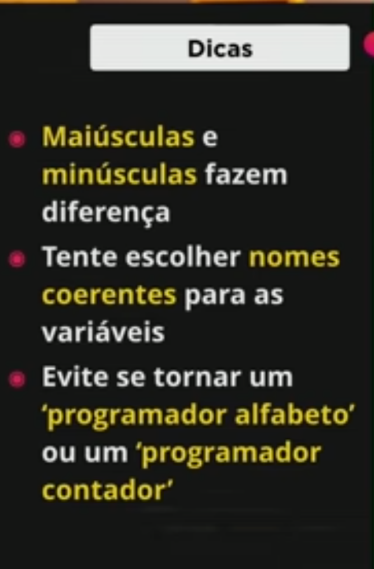 Dicas
Maiúsculas e
minúsculas fazem
diferença
Tente escolher nomes
coerentes para as
variáveis
Evite se tornar um
‘programador alfabeto’
ou um ‘programador
contador’